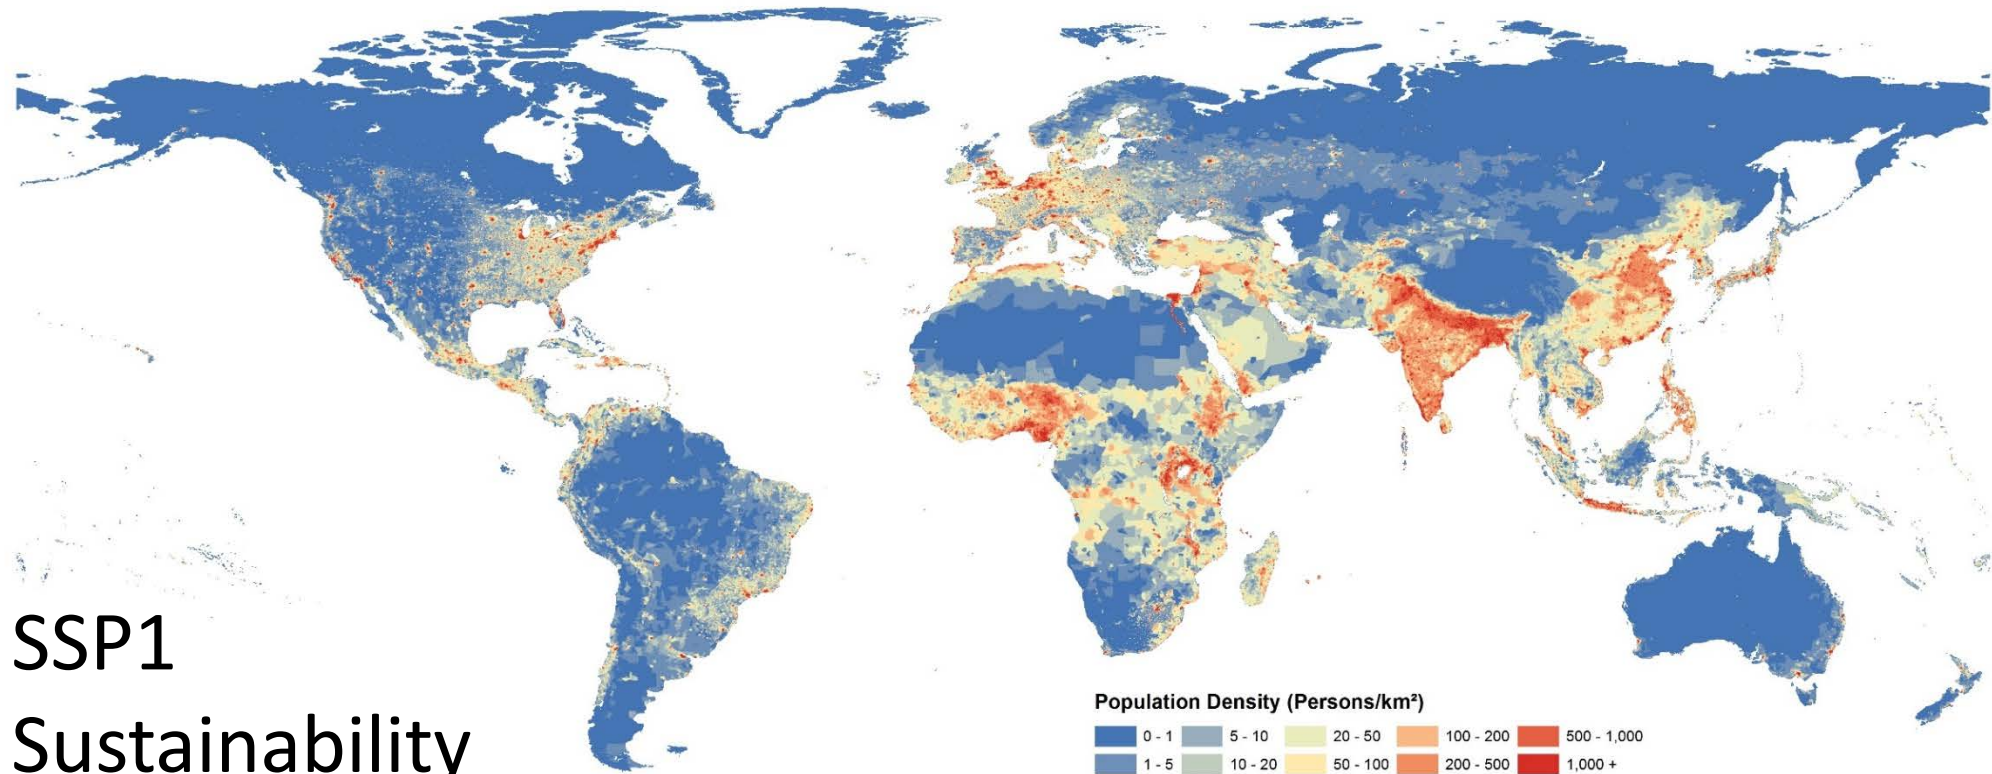 SSP1
Sustainability
Population Density (Persons/km²)
0 - 1 5 - 10 20 - 50 100 - 200 500 - 1,000
1 - 5 10 - 20 50 - 100 200 - 500 1,000 +